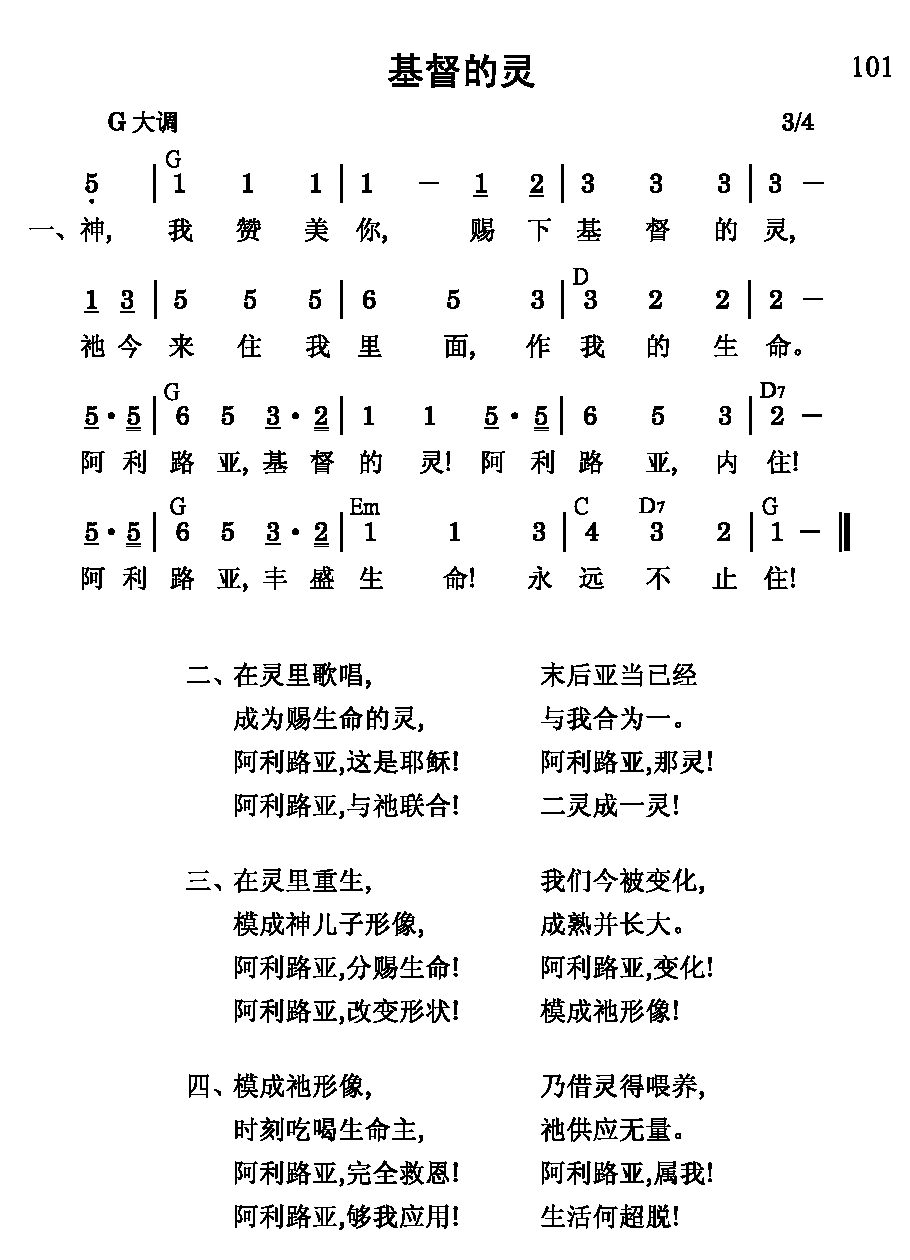 基督的灵 101
G 大调 3/4
G
5̣ | 1 1 1 | 1 － 1 2 | 3 3 3 | 3 －
一、神, 我 赞 美 你, 赐 下 基 督 的 灵,
D
1 3 | 5 5 5 | 6 5 3 | 3 2 2 | 2 －
祂 今 来 住 我 里 面, 作 我 的 生 命。
G D7
5 · 5 | 6 5 3 · 2 | 1 1 5 · 5 | 6 5 3 | 2 －
阿 利 路 亚, 基 督 的 灵! 阿 利 路 亚, 内 住!
G Em C D7 G
5 · 5 | 6 5 3 · 2 | 1 1 3 | 4 3 2 | 1 － ‖
阿 利 路 亚, 丰 盛 生 命! 永 远 不 止 住!
二、在灵里歌唱, 末后亚当已经
成为赐生命的灵, 与我合为一。
阿利路亚,这是耶稣! 阿利路亚,那灵!
阿利路亚,与祂联合! 二灵成一灵!
三、在灵里重生, 我们今被变化,
模成神儿子形像, 成熟并长大。
阿利路亚,分赐生命! 阿利路亚,变化!
阿利路亚,改变形状! 模成祂形像!
四、模成祂形像, 乃借灵得喂养,
时刻吃喝生命主, 祂供应无量。
阿利路亚,完全救恩! 阿利路亚,属我!
阿利路亚,够我应用! 生活何超脱!